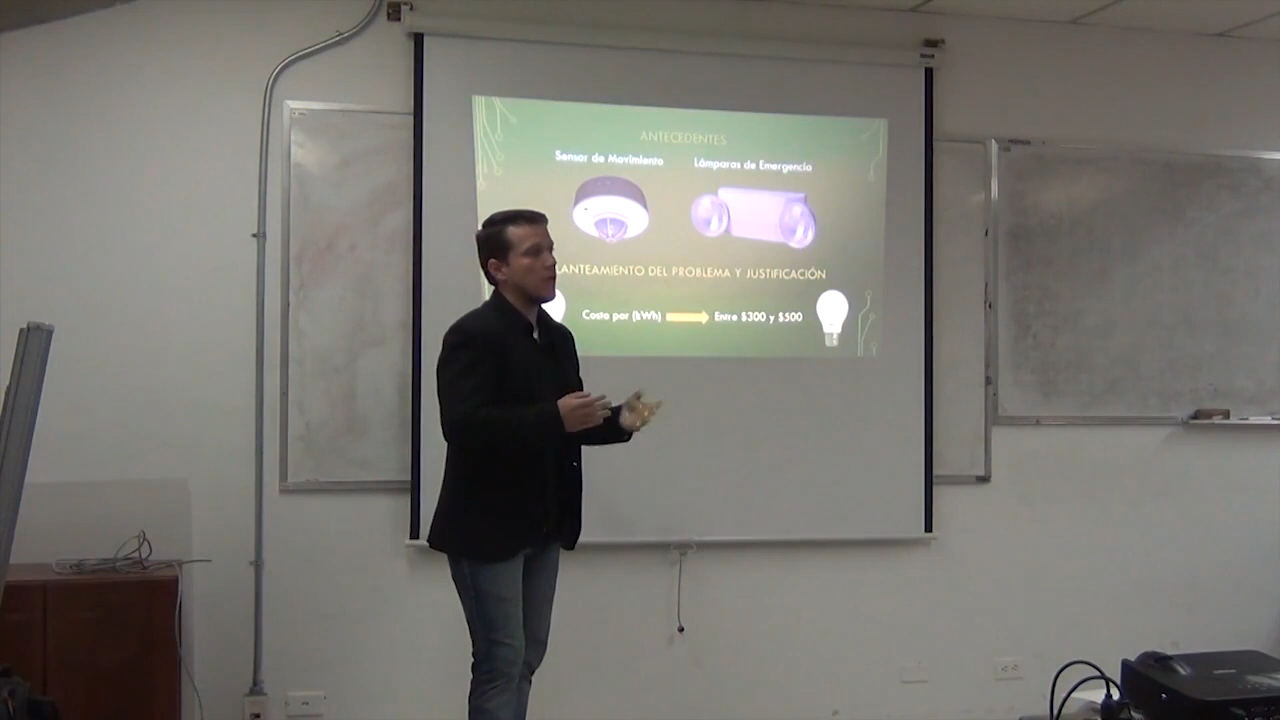 ANTECEDENTES
Sensor de Movimiento Lámparas de Emergencia
LANTEAMIENTO DEL PROBLEMA Y JUSTIFICACIÓN
Costo por (kWh) Entre $300 y $500